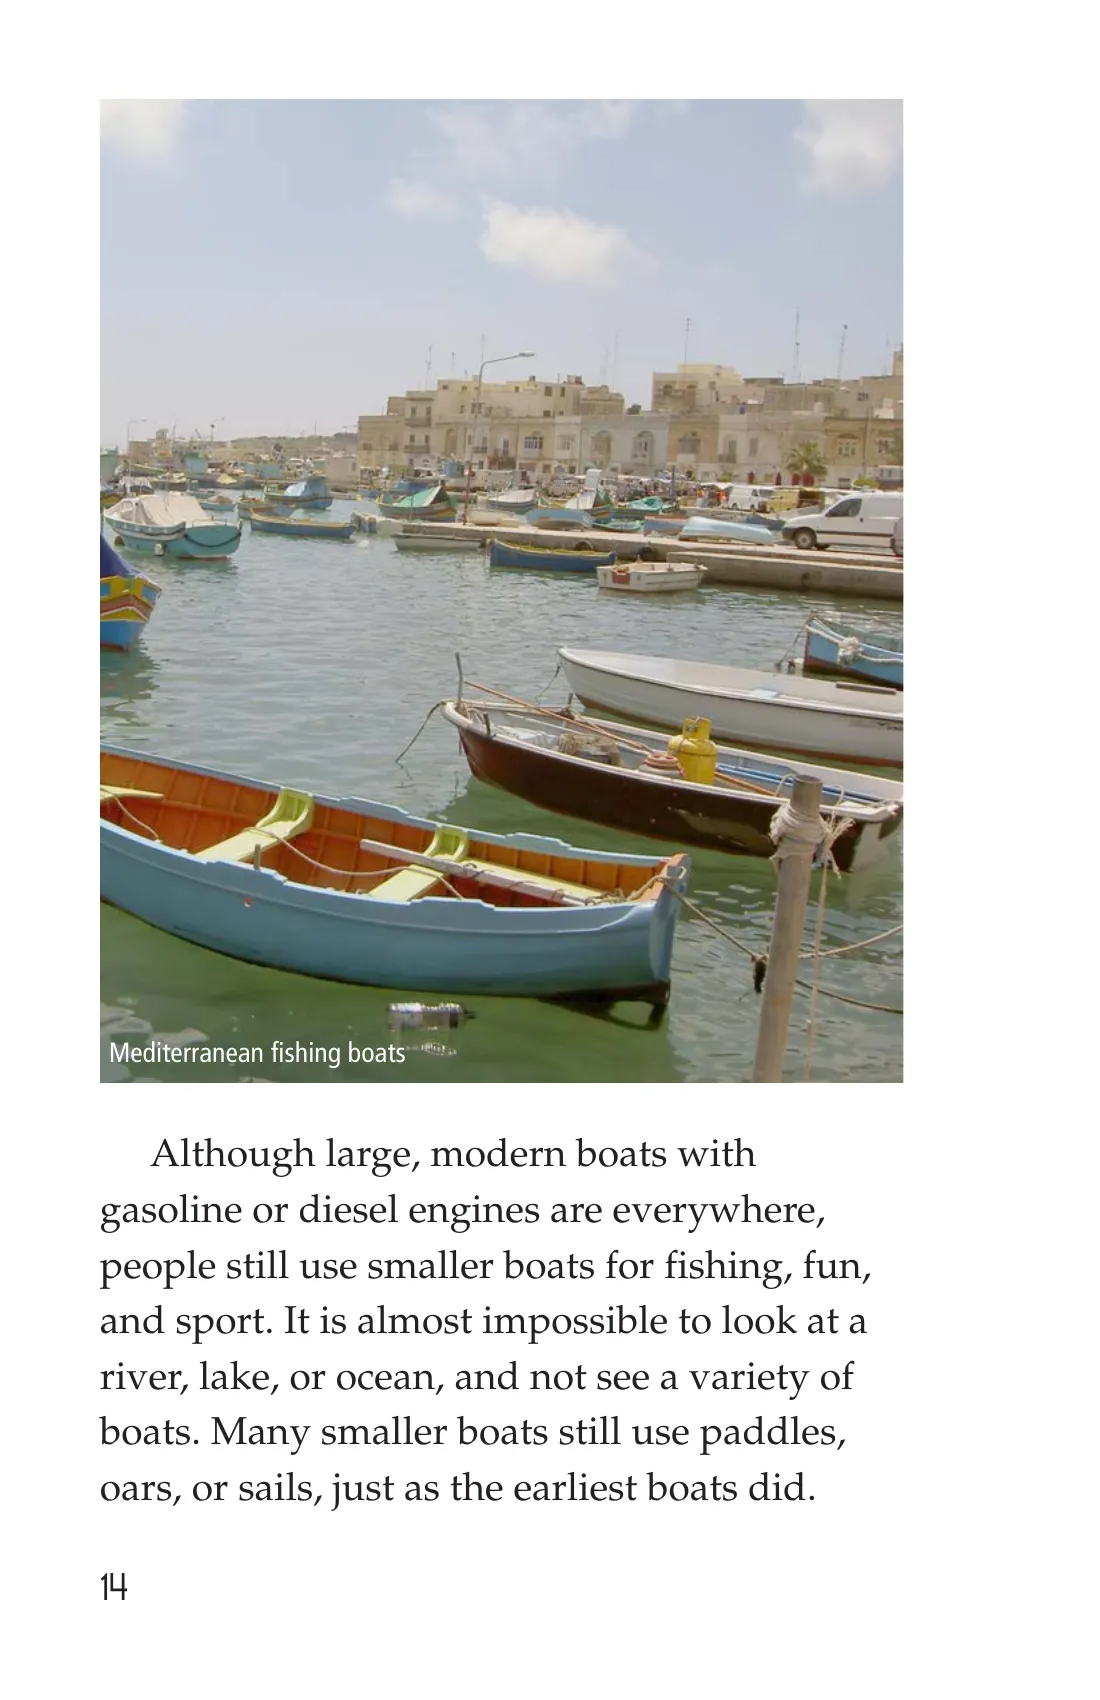 Mediterranean fishing boats
Although large, modern boats with
gasoline or diesel engines are everywhere,
people still use smaller boats for fishing, fun,
and sport. It is almost impossible to look at a
river, lake, or ocean, and not see a variety of
boats. Many smaller boats still use paddles,
oars, or sails, just as the earliest boats did.
14